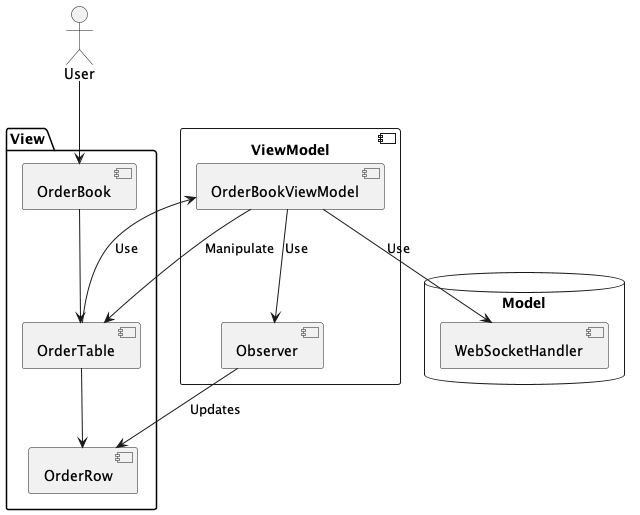 User
View
ViewModel
OrderBook
OrderBookViewModel
Use
Manipulate
Use
Use
Model
OrderTable
Observer
WebSocketHandler
Updates
OrderRow